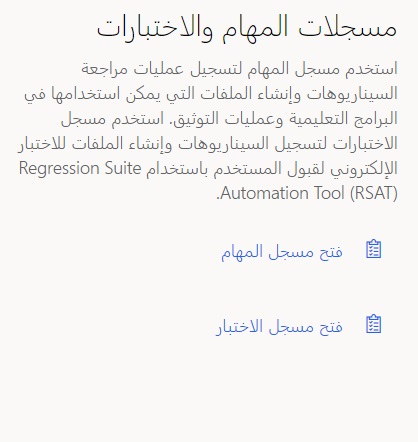 مسجلات المهام والاختبارات
استخدم مسجل المهام لتسجيل عمليات مراجعة
السيناريوهات وإنشاء الملفات التي يمكن استخدامها في
البرامج التعليمية وعمليات التوثيق. استخدم مسجل
الاختبارات لتسجيل السيناريوهات وإنشاء الملفات للاختبار
الإلكتروني لقبول المستخدم باستخدام Regression Suite
Automation Tool (RSAT).
فتح مسجل المهام
فتح مسجل الاختبار